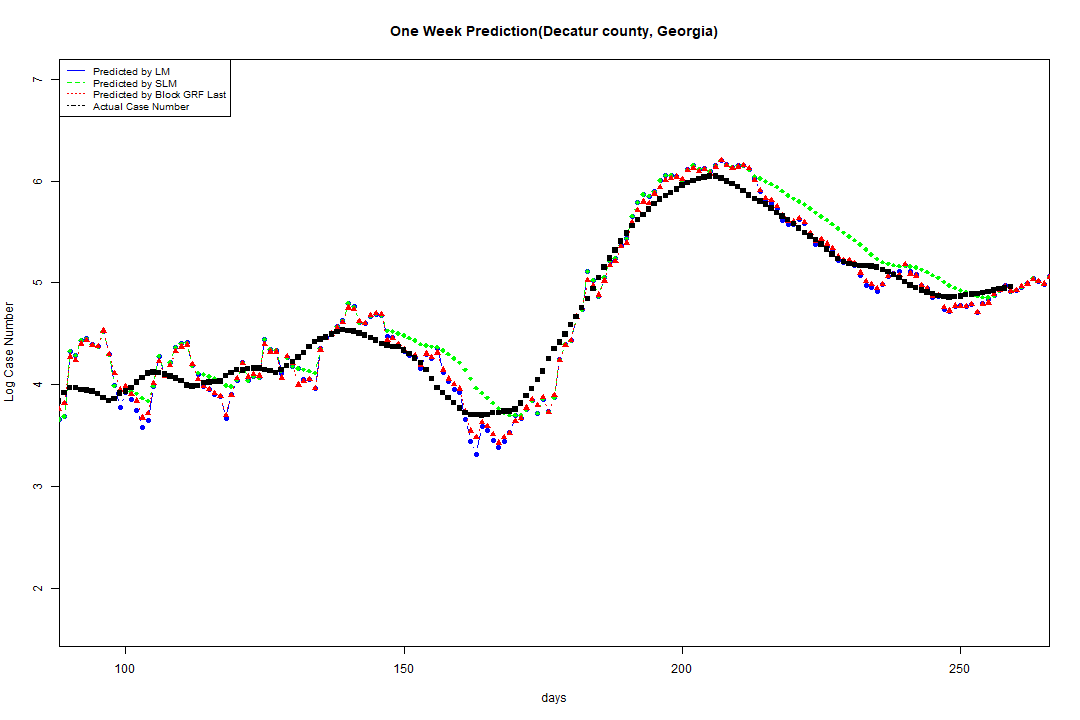 One Week Prediction(Decatur county, Georgia)
Predicted by LM
Predicted by SLM
Predicted by Block GRF Last
Actual Case Number
7
6
5
4
3
2
Log Case Number
100 150 200 250
days